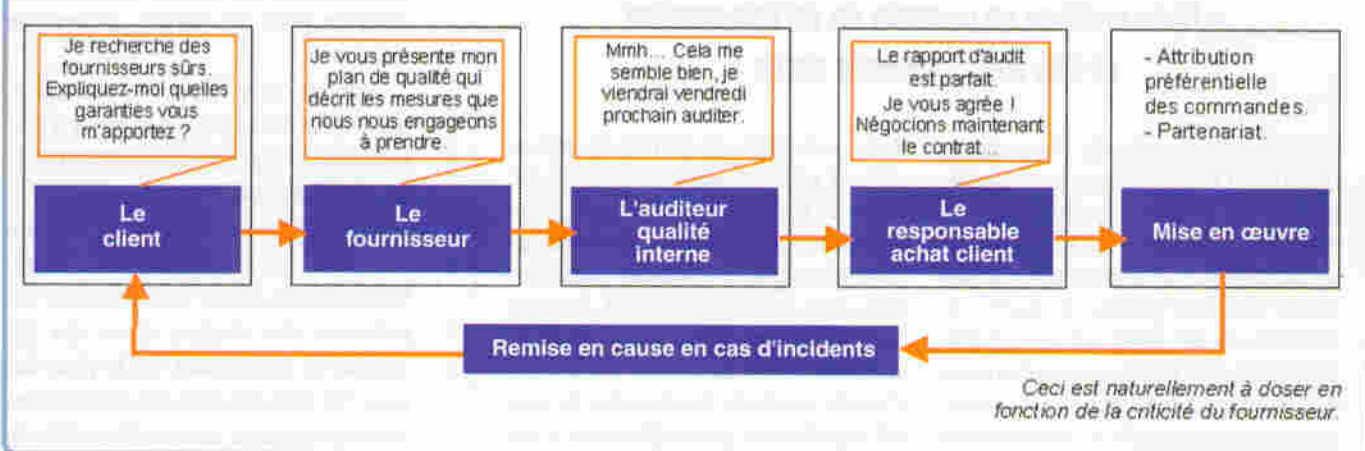 Je recherche des
fournisseurs sûrs.
Expliquez-moi quelles
garanties vous
m'apportez ?
Le
client
Je vous présente mon
plan de qualité qui
décrit les mesures que
nous nous engageons
à prendre.
Le
fournisseur
Mmh... Cela me
semble bien, je
viendrai vendredi
prochain auditer.
L'auditeur
qualité
interne
Le rapport d'audit
est parfait.
Je vous agrée !
Négocions maintenant
le contrat...
Le
responsable
achat client
- Attribution
préférentielle
des commandes.
- Partenariat.
Mise en œuvre
Remise en cause en cas d'incidents
Ceci est naturellement à doser en
fonction de la criticité du fournisseur.